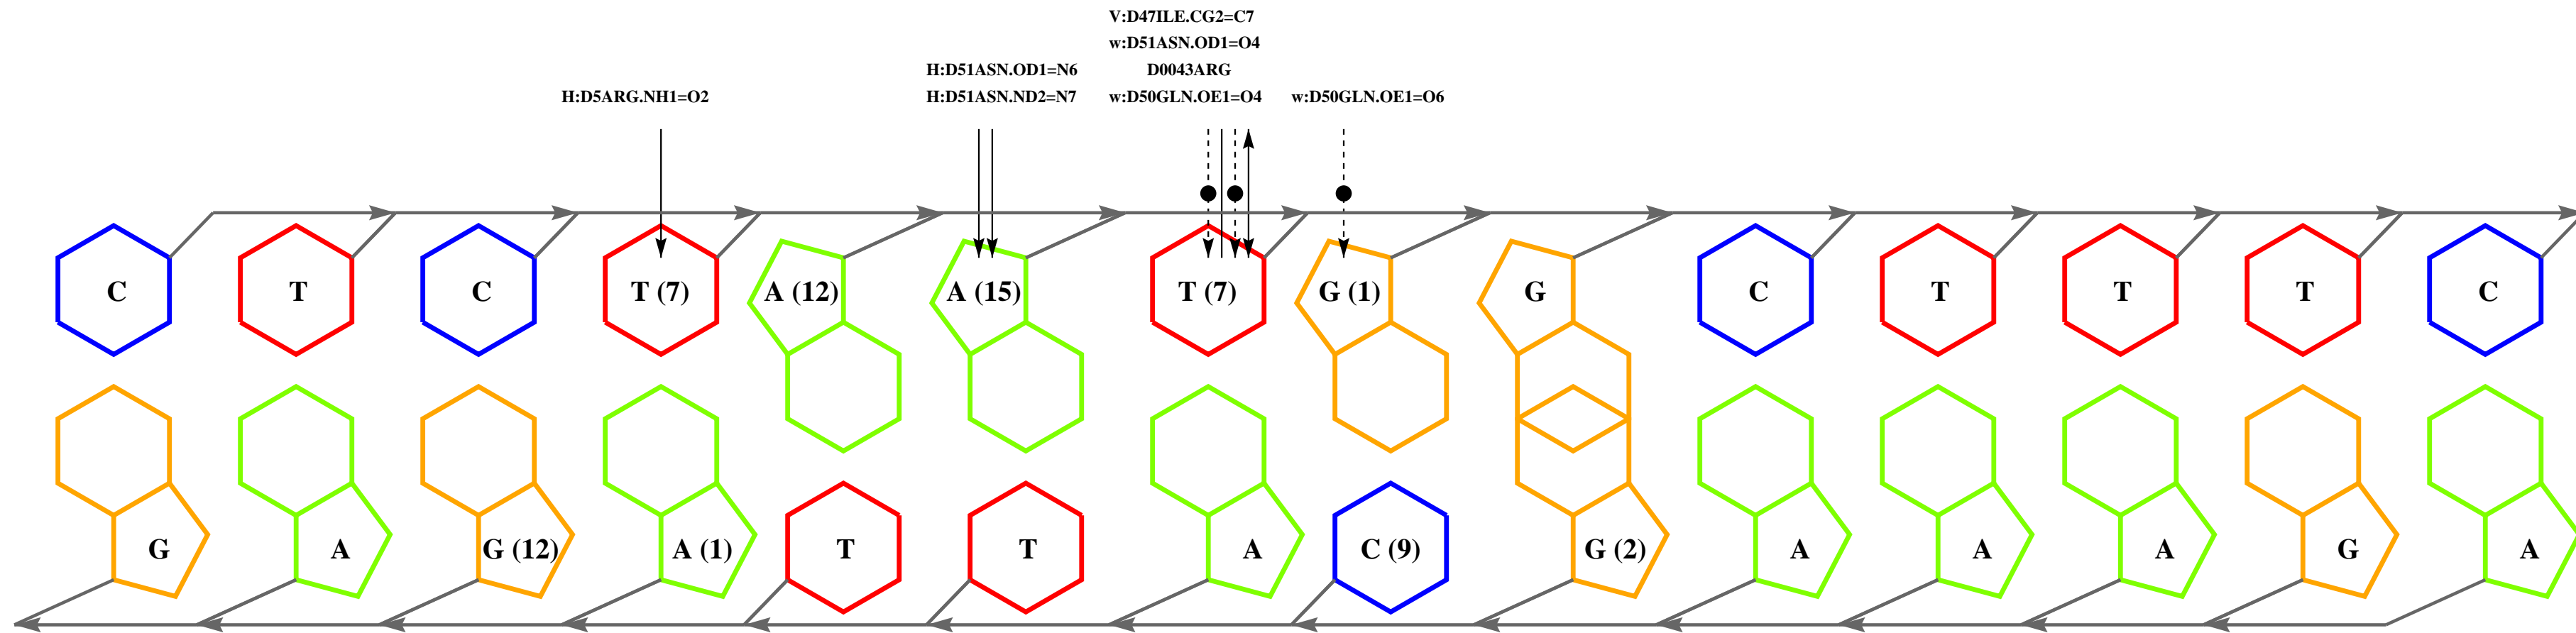 V:D47ILE.CG2=C7
w:D51ASN.OD1=O4
H:D51ASN.OD1=N6 D0043ARG
H:D5ARG.NH1=O2 H:D51ASN.ND2=N7 w:D50GLN.OE1=O4 w:D50GLN.OE1=O6
C T C T (7) A (12) A (15) T (7) G (1) G C T T T C
G A G (12) A (1) T T A C (9) G (2) A A A G A